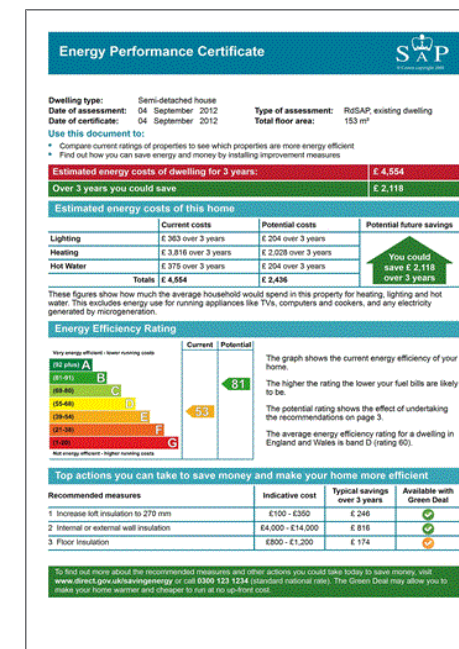 Energy Performance Certificate
SAP
Dwelling type: Semi-detached house
Date of assessment: 04 September 2012 Type of assessment: RdSAP, existing dwelling
Date of certificate: 04 September 2012 Total floor area: 153 m²
Use this document to:
• Compare current ratings of properties to see which properties are more energy efficient
• Find out how you can save energy and money by installing improvement measures
Estimated energy costs of dwelling for 3 years: £ 4,554
Over 3 years you could save £ 2,118
Estimated energy costs of this home
Current costs Potential costs Potential future savings
Lighting £ 363 over 3 years £ 204 over 3 years
Heating £ 3,816 over 3 years £ 2,028 over 3 years
Hot Water £ 375 over 3 years £ 204 over 3 years
Totals £ 4,554 £ 2,436
You could
save £ 2,118
over 3 years
These figures show how much the average household would spend in this property for heating, lighting and hot
water. This excludes energy use for running appliances like TVs, computers and cookers, and any electricity
generated by microgeneration.
Energy Efficiency Rating
Current Potential
Very energy efficient - lower running costs
(92 plus) A
(81-91) B
(69-80) C
(55-68) D
(39-54) E
(21-38) F
(1-20) G
Not energy efficient - higher running costs
53
81
The graph shows the current energy efficiency of your
home.
The higher the rating the lower your fuel bills are likely
to be.
The potential rating shows the effect of undertaking
the recommendations on page 3.
The average energy efficiency rating for a dwelling in
England and Wales is band D (rating 60).
Top actions you can take to save money and make your home more efficient
Recommended measures Indicative cost Typical savings over 3 years Available with Green Deal
1 Increase loft insulation to 270 mm £100 - £350 £ 246
2 Internal or external wall insulation £4,000 - £14,000 £ 816
3 Floor Insulation £800 - £1,200 £ 174
To find out more about the recommended measures and other actions you could take today to save money, visit
www.direct.gov.uk/savingenergy or call 0300 123 1234 (standard national rate). The Green Deal may allow you to
make your home warmer and cheaper to run at no up-front cost.